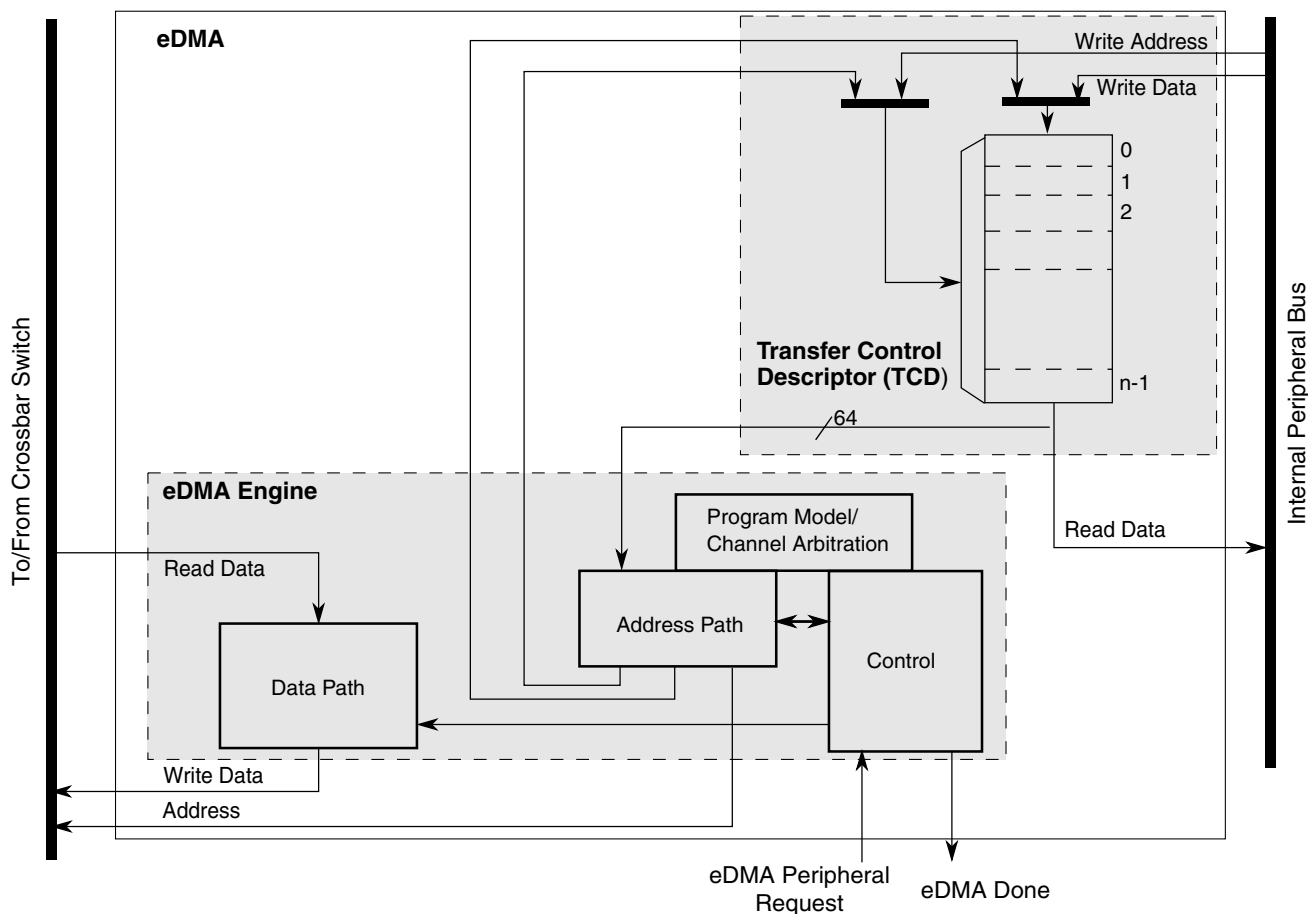 eDMA
Write Address
Write Data
0
1
2
n-1
Transfer Control
Descriptor (TCD)
64
To/From Crossbar Switch
Internal Peripheral Bus
eDMA Engine
Program Model/
Channel Arbitration
Read Data
Read Data
Address Path
Control
Data Path
Write Data
Address
eDMA Peripheral
Request
eDMA Done